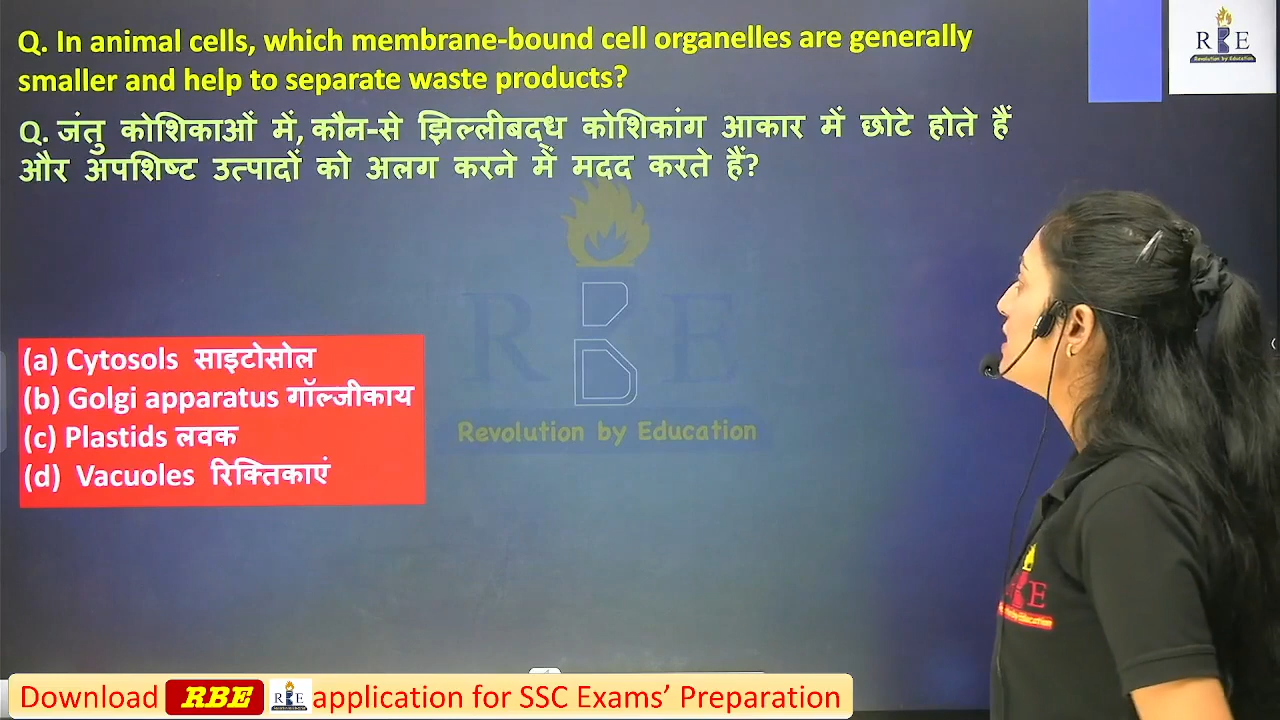 Q. In animal cells, which membrane-bound cell organelles are generally
smaller and help to separate waste products?
Q. जंतु कोशिकाओं में, कौन-से झिल्लीबद्ध कोशिकांग आकार में छोटे होते हैं
और अपशिष्ट उत्पादों को अलग करने में मदद करते हैं?
(a) Cytosols साइटोसोल
(b) Golgi apparatus गॉल्जीकाय
(c) Plastids लवक
(d) Vacuoles रिक्तिकाएं
RBE
Revolution by Education
RBE
Revolution by Education
Download RBE RBE application for SSC Exams' Preparation